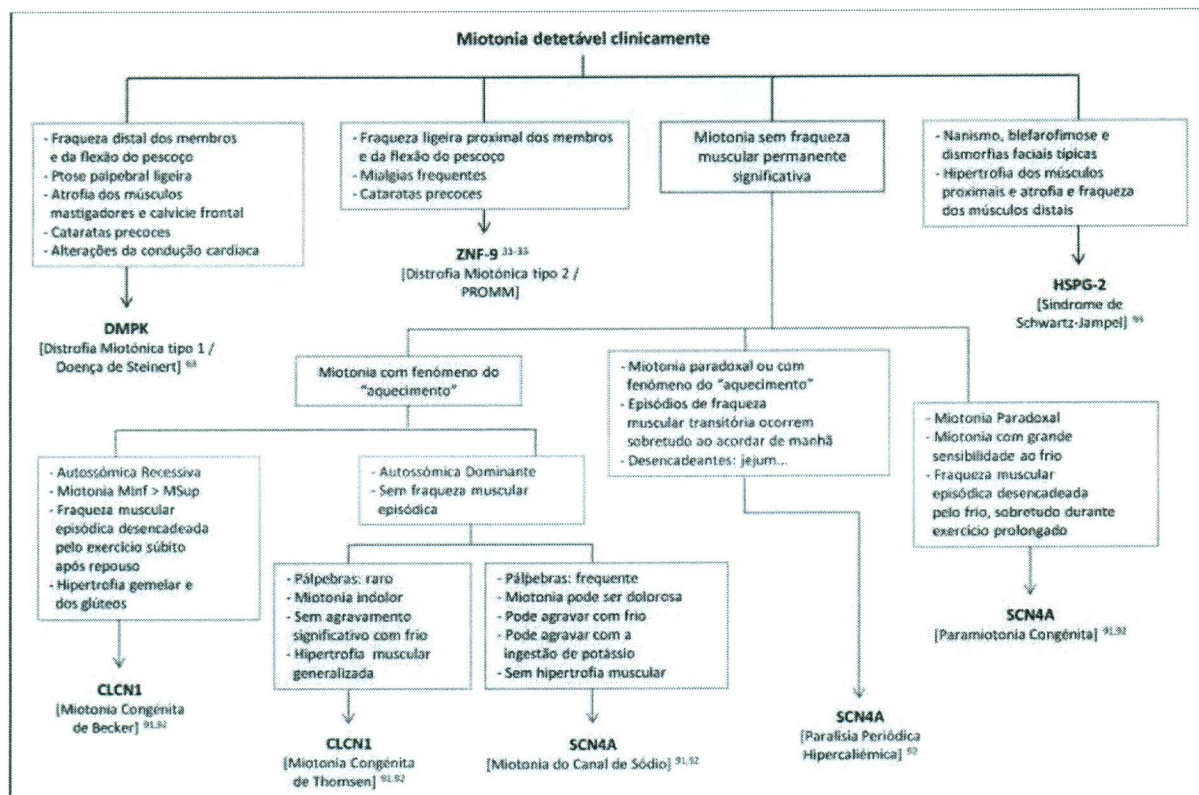 Miotonia detetável clinicamente
- Fraqueza distal dos membros
e da flexão do pescoço
- Ptose palpebral ligeira
- Atrofia dos músculos
mastigadores e calvície frontal
- Cataratas precoces
- Alterações da condução cardíaca
DMPK
[Distrofia Miotónica tipo 1 /
Doença de Steinert]
- Fraqueza ligeira proximal dos membros
e da flexão do pescoço
- Mialgias frequentes
- Cataratas precoces
ZNF-9
[Distrofia Miotónica tipo 2 /
PROMM]
Miotonia sem fraqueza
muscular permanente
significativa
- Nanismo, blefarofimose e
dismorfias faciais típicas
- Hipertrofia dos músculos
proximais e atrofia e fraqueza
dos músculos distais
HSPG-2
[Síndrome de
Schwartz-Jampel]
Miotonia com fenómeno do
"aquecimento"
- Autossómica Recessiva
- Miotonia MInf > MSup
- Fraqueza muscular
episódica desencadeada
pelo exercício súbito
após repouso
- Hipertrofia gemelar e
dos glúteos
CLCN1
[Miotonia Congénita
de Becker] 91,92
- Autossómica Dominante
- Sem fraqueza muscular
episódica
- Pálpebras: raro
- Miotonia indolor
- Sem agravamento
significativo com frio
- Hipertrofia muscular
generalizada
CLCN1
[Miotonia Congénita
de Thomsen] 91,92
- Pálpebras: frequente
- Miotonia pode ser dolorosa
- Pode agravar com frio
- Pode agravar com a
ingestão de potássio
- Sem hipertrofia muscular
SCN4A
[Miotonia do Canal de Sódio] 91,92
- Miotonia paradoxal ou com
fenómeno do "aquecimento"
- Episódios de fraqueza
muscular transitória ocorrem
sobretudo ao acordar de manhã
- Desencadeantes: jejum...
SCN4A
[Paralisia Periódica
Hipercaliémica]
- Miotonia Paradoxal
- Miotonia com grande
sensibilidade ao frio
- Fraqueza muscular
episódica desencadeada
pelo frio, sobretudo durante
exercício prolongado
SCN4A
[Paramiotonia Congénita] 91,92